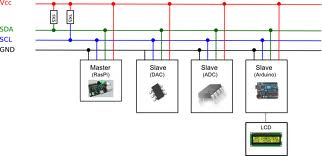 Vcc
SDA
SCL
GND
Master
(RasPi)
Slave
(DAC)
Slave
(ADC)
Slave
(Arduino)
LCD